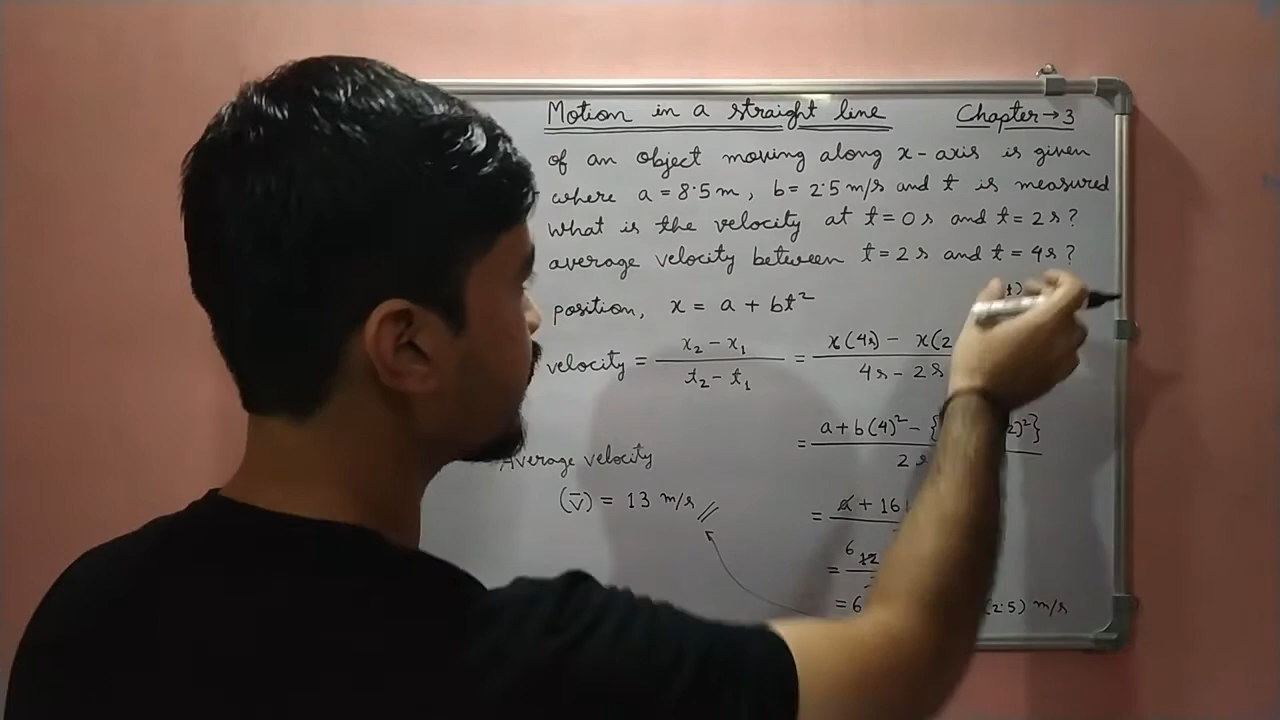 Motion in a straight line Chapter → 3
of an object moving along x-axis is given
where a = 8.5 m, b = 2.5 m/s and t is measured
what is the velocity at t = 0 s and t = 2 s?
average velocity between t = 2 s and t = 4 s?
position, x = a + bt²
velocity = x₂ - x₁ / t₂ - t₁ = x(4s) - x(2 / 4s - 2s
= a + b(4)² - { 2)²} / 2 s
Average velocity
(v̄) = 13 m/s
= a + 16
= 6 12
= 6 (2.5) m/s